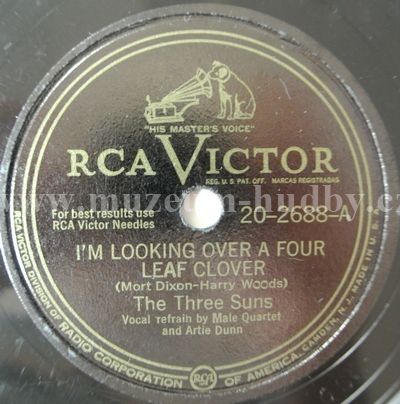 "HIS MASTER'S VOICE"
RCA VICTOR
REG. U.S. PAT. OFF. MARCAS REGISTRADAS
www.muzeum-hudby.cz
For best results use
RCA Victor Needles
20-2688-A
I'M LOOKING OVER A FOUR
LEAF CLOVER
(Mort Dixon-Harry Woods)
The Three Suns
Vocal refrain by Male Quartet
and Artie Dunn
RCA VICTOR DIVISION OF RADIO CORPORATION OF AMERICA, CAMDEN, N.J. MADE IN U.S.A.
RCA